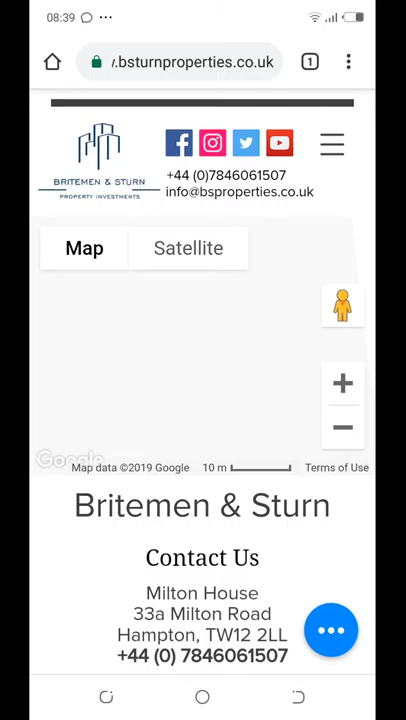 08:39
.bsturnproperties.co.uk
1
BRITEMEN & STURN
PROPERTY INVESTMENTS
+44 (0)7846061507
info@bsproperties.co.uk
Map
Satellite
Google
Map data ©2019 Google
10 m
Terms of Use
Britemen & Sturn
Contact Us
Milton House
33a Milton Road
Hampton, TW12 2LL
+44 (0) 7846061507